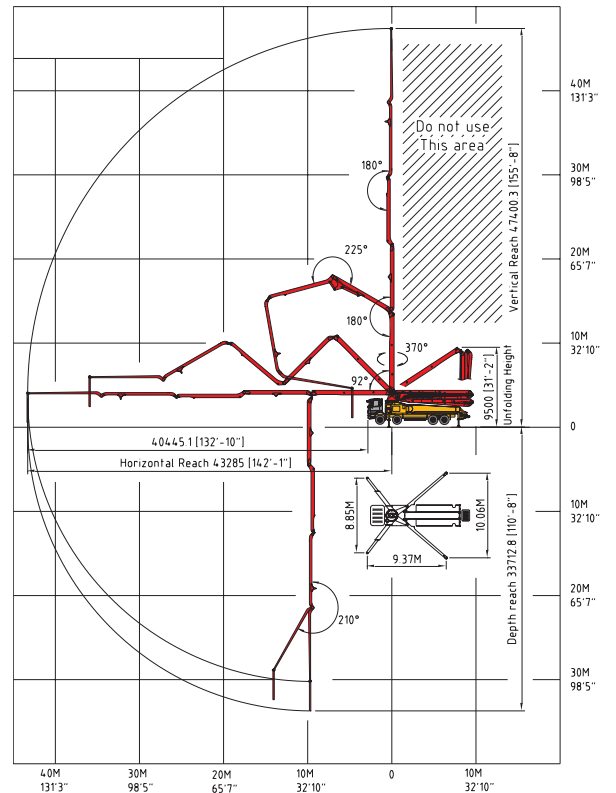 40M
131'3"
Do not use
This area
180°
30M
98'5"
Vertical Reach 47400.3 [155'-8"]
225°
20M
65'7"
180°
370°
10M
32'10"
92°
9500 [31'-2"]
Unfolding Height
0
40445.1 [132'-10"]
Horizontal Reach 43285 [142'-1"]
8.85M
10.06M
9.37M
10M
32'10"
Depth reach 33712.8 [110'-8"]
20M
65'7"
210°
30M
98'5"
40M
131'3"
30M
98'5"
20M
65'7"
10M
32'10"
0
10M
32'10"